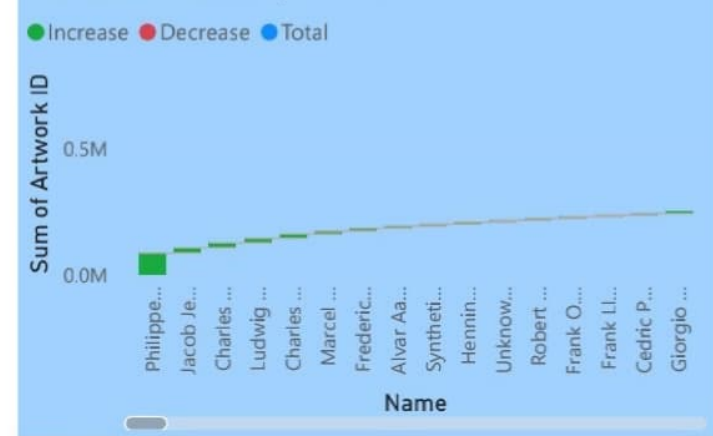 Increase Decrease Total
Sum of Artwork ID
0.5M
0.0M
Philippe...
Jacob Je...
Charles ...
Ludwig ...
Charles ...
Marcel ...
Frederic...
Alvar Aa...
Syntheti...
Hennin...
Unknow...
Robert ...
Frank O....
Frank Ll...
Cedric P...
Giorgio ...
Name